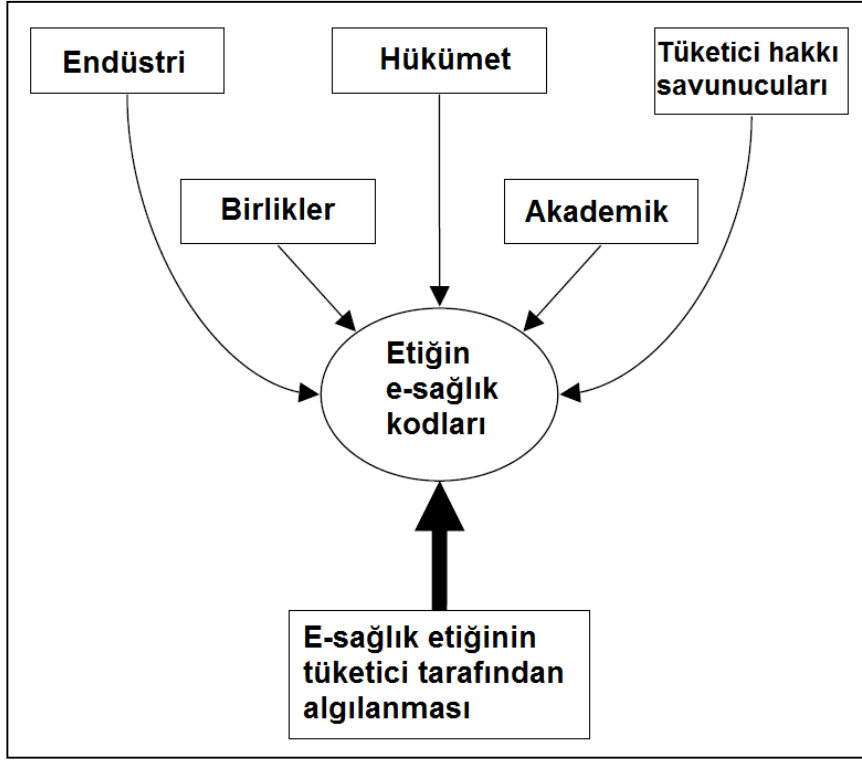 Endüstri
Hükümet
Tüketici hakkı
savunucuları
Birlikler
Akademik
Etiğin
e-sağlık
kodları
E-sağlık etiğinin
tüketici tarafından
algılanması